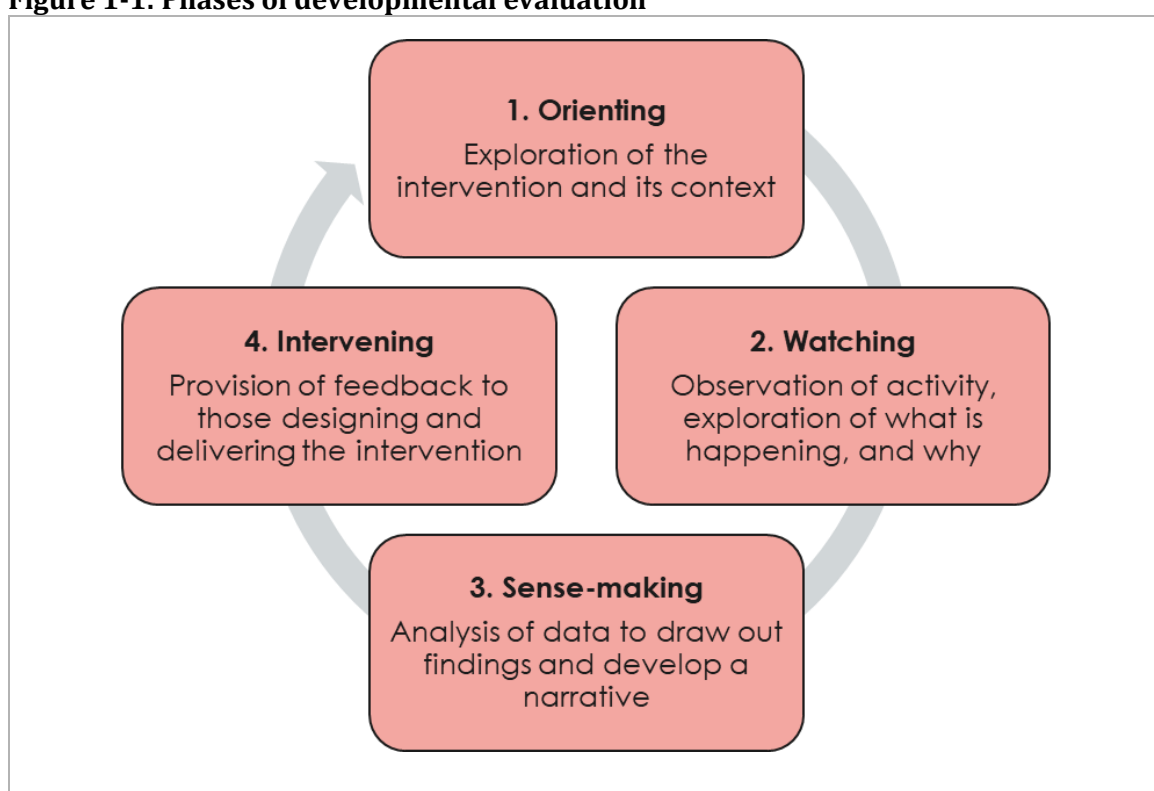 Figure 1-1: Phases of developmental evaluation
1. Orienting
Exploration of the
intervention and its context
4. Intervening
Provision of feedback to
those designing and
delivering the intervention
2. Watching
Observation of activity,
exploration of what is
happening, and why
3. Sense-making
Analysis of data to draw out
findings and develop a
narrative